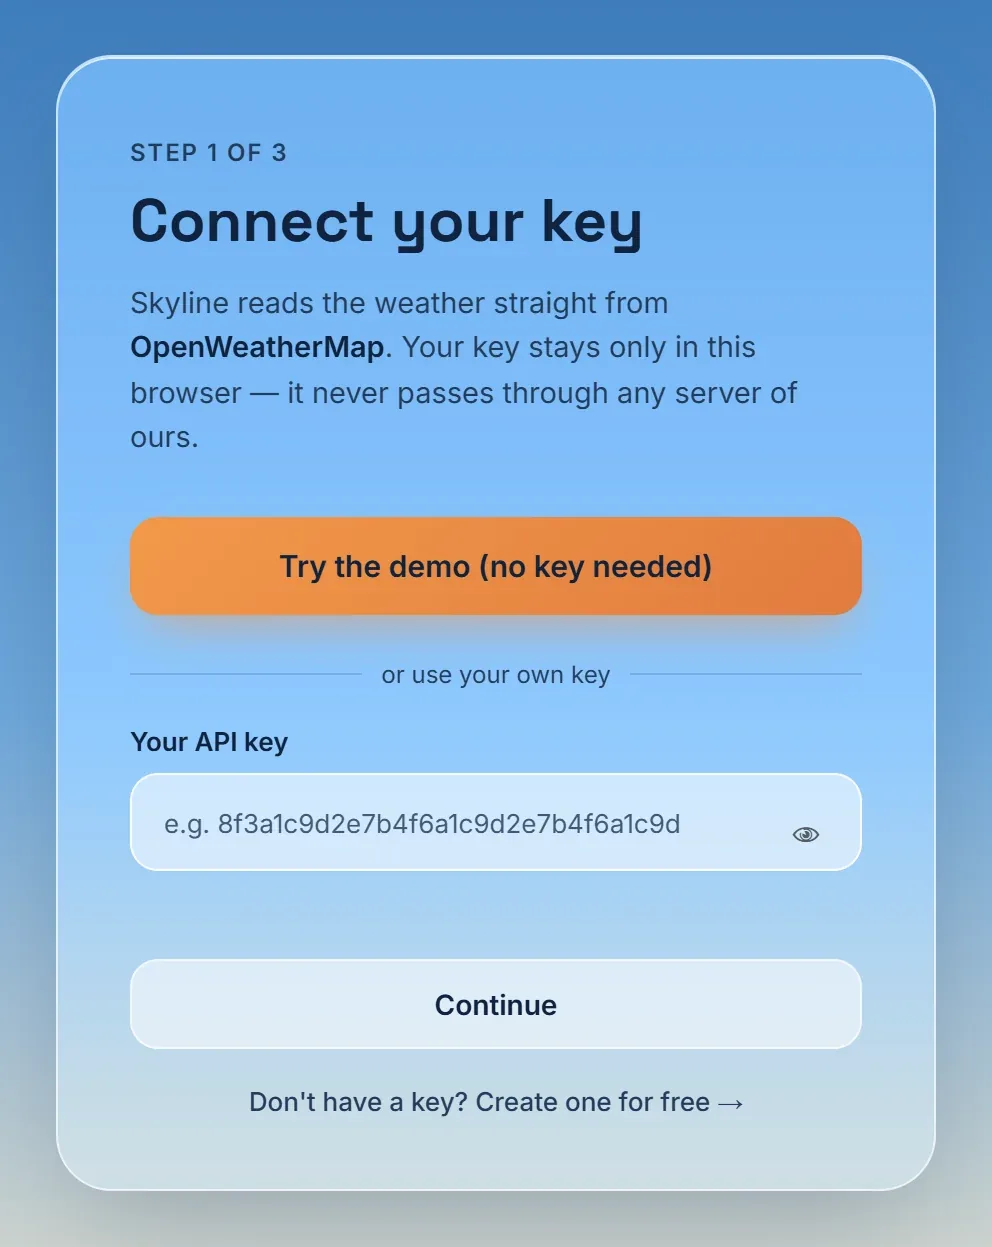 STEP 1 OF 3
Connect your key
Skyline reads the weather straight from
OpenWeatherMap. Your key stays only in this
browser — it never passes through any server of
ours.
Try the demo (no key needed)
or use your own key
Your API key
e.g. 8f3a1c9d2e7b4f6a1c9d2e7b4f6a1c9d
Continue
Don't have a key? Create one for free →